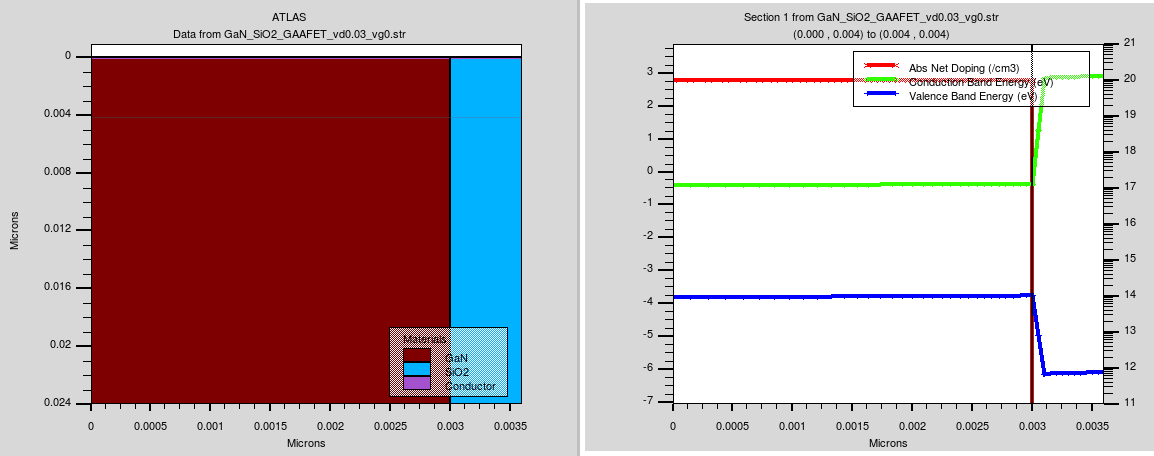 ATLAS
Data from GaN_SiO2_GAAFET_vd0.03_vg0.str
0
0.004
0.008
0.012
0.016
0.02
0.024
Microns
Materials
GaN
SiO2
Conductor
0 0.0005 0.001 0.0015 0.002 0.0025 0.003 0.0035
Microns
Section 1 from GaN_SiO2_GAAFET_vd0.03_vg0.str
(0.000 , 0.004) to (0.004 , 0.004)
3
2
1
0
-1
-2
-3
-4
-5
-6
-7
Abs Net Doping (/cm3)
Conduction Band Energy (eV)
Valence Band Energy (eV)
21
20
19
18
17
16
15
14
13
12
11
0 0.0005 0.001 0.0015 0.002 0.0025 0.003 0.0035
Microns